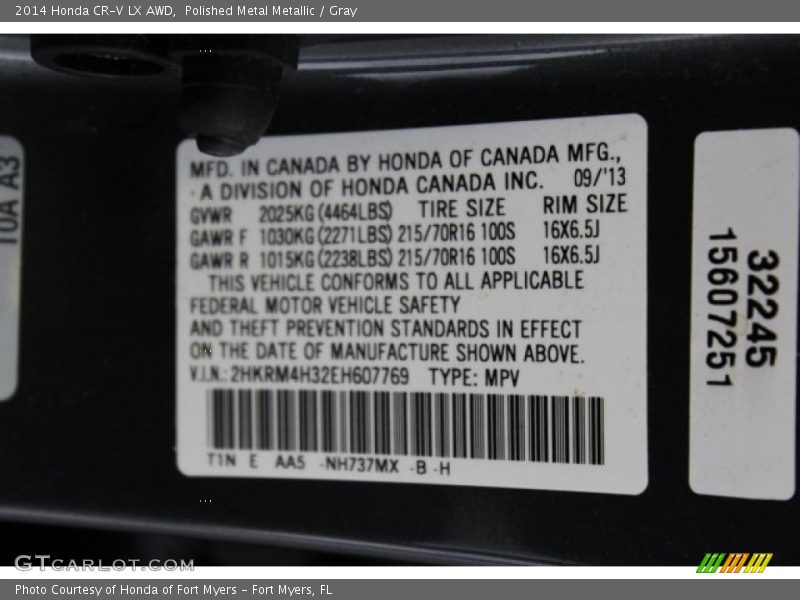 2014 Honda CR-V LX AWD, Polished Metal Metallic / Gray
10A A3
MFD. IN CANADA BY HONDA OF CANADA MFG.,
A DIVISION OF HONDA CANADA INC. 09/'13
GVWR 2025KG (4464LBS) TIRE SIZE RIM SIZE
GAWR F 1030KG (2271LBS) 215/70R16 100S 16X6.5J
GAWR R 1015KG (2238LBS) 215/70R16 100S 16X6.5J
THIS VEHICLE CONFORMS TO ALL APPLICABLE
FEDERAL MOTOR VEHICLE SAFETY
AND THEFT PREVENTION STANDARDS IN EFFECT
ON THE DATE OF MANUFACTURE SHOWN ABOVE.
V.I.N.: 2HKRM4H32EH607769 TYPE: MPV
T1N E AA5 -NH737MX -B -H
32245
15607251
GTCARLOT.COM
Photo Courtesy of Honda of Fort Myers - Fort Myers, FL